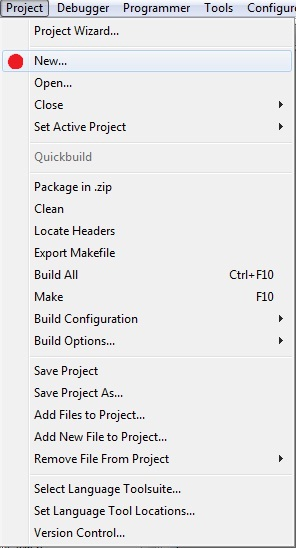 Project Debugger Programmer Tools Configure
Project Wizard...
New...
Open...
Close
Set Active Project
Quickbuild
Package in .zip
Clean
Locate Headers
Export Makefile
Build All Ctrl+F10
Make F10
Build Configuration
Build Options...
Save Project
Save Project As...
Add Files to Project...
Add New File to Project...
Remove File From Project
Select Language Toolsuite...
Set Language Tool Locations...
Version Control...